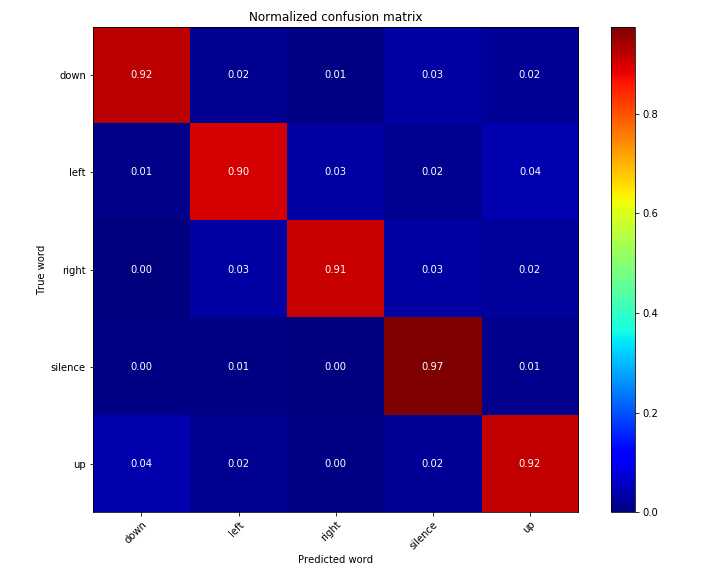 Normalized confusion matrix
down 0.92 0.02 0.01 0.03 0.02
left 0.01 0.90 0.03 0.02 0.04
right 0.00 0.03 0.91 0.03 0.02
silence 0.00 0.01 0.00 0.97 0.01
up 0.04 0.02 0.00 0.02 0.92
down left right silence up
True word
Predicted word
0.8
0.6
0.4
0.2
0.0